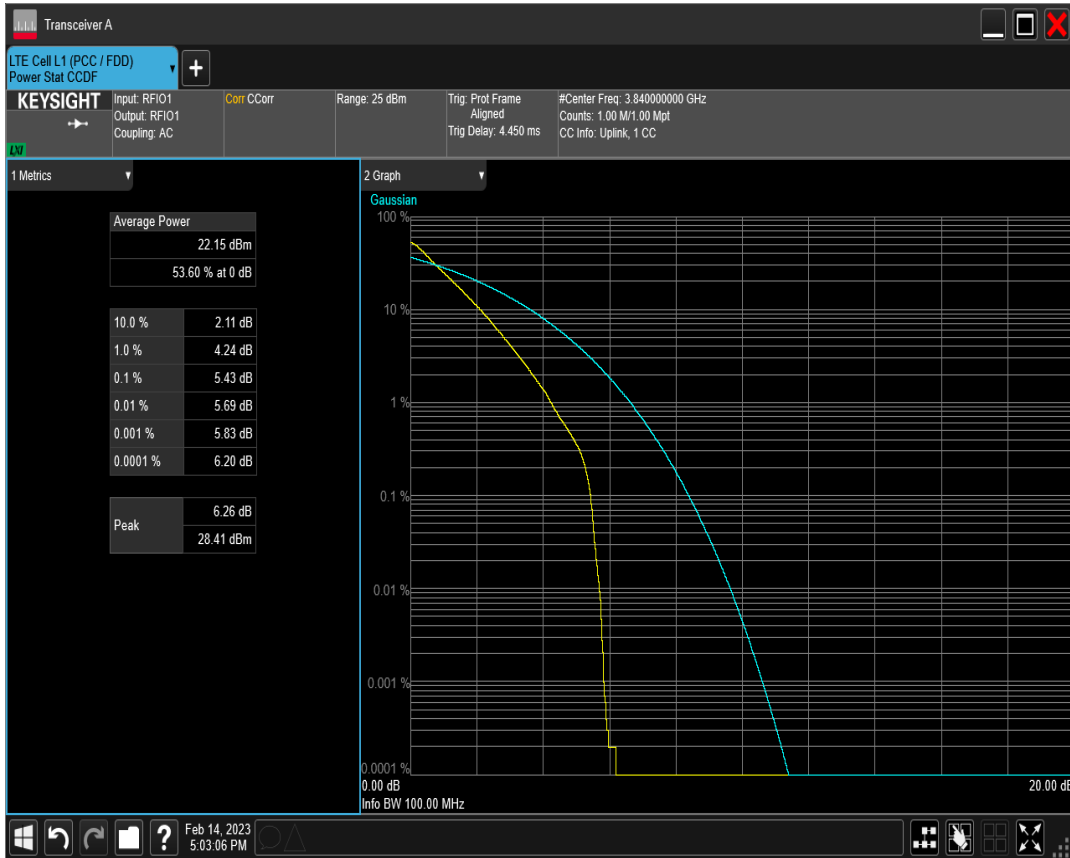 Transceiver A
LTE Cell L1 (PCC / FDD)
Power Stat CCDF
+
KEYSIGHT
LXI
Input: RFIO1
Output: RFIO1
Coupling: AC
Corr CCorr
Range: 25 dBm
Trig: Prot Frame
Aligned
Trig Delay: 4.450 ms
#Center Freq: 3.840000000 GHz
Counts: 1.00 M/1.00 Mpt
CC Info: Uplink, 1 CC
1 Metrics
Average Power
22.15 dBm
53.60 % at 0 dB
10.0 % 2.11 dB
1.0 % 4.24 dB
0.1 % 5.43 dB
0.01 % 5.69 dB
0.001 % 5.83 dB
0.0001 % 6.20 dB
Peak 6.26 dB
28.41 dBm
2 Graph
Gaussian
100 %
10 %
1 %
0.1 %
0.01 %
0.001 %
0.0001 %
0.00 dB
20.00 dB
Info BW 100.00 MHz
?
Feb 14, 2023
5:03:06 PM